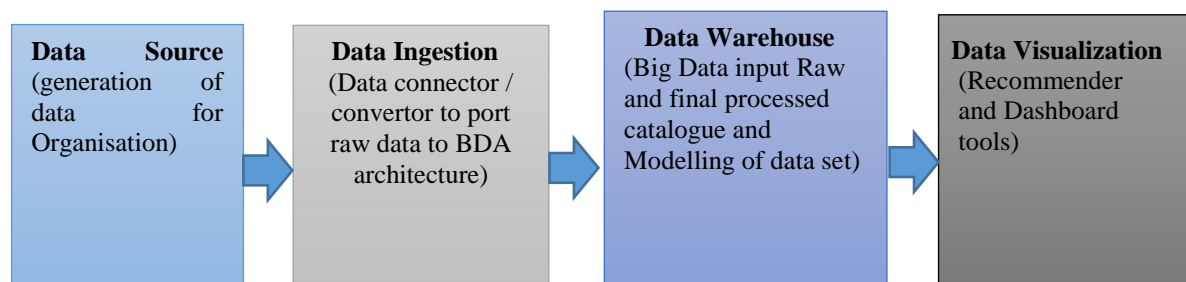 Data Source
(generation of
data for
Organisation)
Data Ingestion
(Data connector /
convertor to port
raw data to BDA
architecture)
Data Warehouse
(Big Data input Raw
and final processed
catalogue and
Modelling of data set)
Data Visualization
(Recommender
and Dashboard
tools)